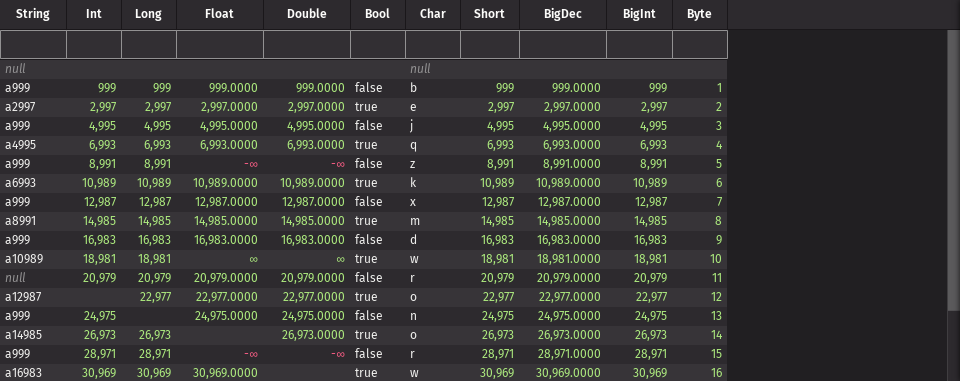 String Int Long Float Double Bool Char Short BigDec BigInt Byte
null null
a999 999 999 999.0000 999.0000 false b 999 999.0000 999 1
a2997 2,997 2,997 2,997.0000 2,997.0000 true e 2,997 2,997.0000 2,997 2
a999 4,995 4,995 4,995.0000 4,995.0000 false j 4,995 4,995.0000 4,995 3
a4995 6,993 6,993 6,993.0000 6,993.0000 true q 6,993 6,993.0000 6,993 4
a999 8,991 8,991 -∞ -∞ false z 8,991 8,991.0000 8,991 5
a6993 10,989 10,989 10,989.0000 10,989.0000 true k 10,989 10,989.0000 10,989 6
a999 12,987 12,987 12,987.0000 12,987.0000 false x 12,987 12,987.0000 12,987 7
a8991 14,985 14,985 14,985.0000 14,985.0000 true m 14,985 14,985.0000 14,985 8
a999 16,983 16,983 16,983.0000 16,983.0000 false d 16,983 16,983.0000 16,983 9
a10989 18,981 18,981 ∞ ∞ true w 18,981 18,981.0000 18,981 10
null 20,979 20,979 20,979.0000 20,979.0000 false r 20,979 20,979.0000 20,979 11
a12987 22,977 22,977.0000 22,977.0000 true o 22,977 22,977.0000 22,977 12
a999 24,975 24,975.0000 24,975.0000 false n 24,975 24,975.0000 24,975 13
a14985 26,973 26,973 26,973.0000 true o 26,973 26,973.0000 26,973 14
a999 28,971 28,971 -∞ -∞ false r 28,971 28,971.0000 28,971 15
a16983 30,969 30,969 30,969.0000 true w 30,969 30,969.0000 30,969 16